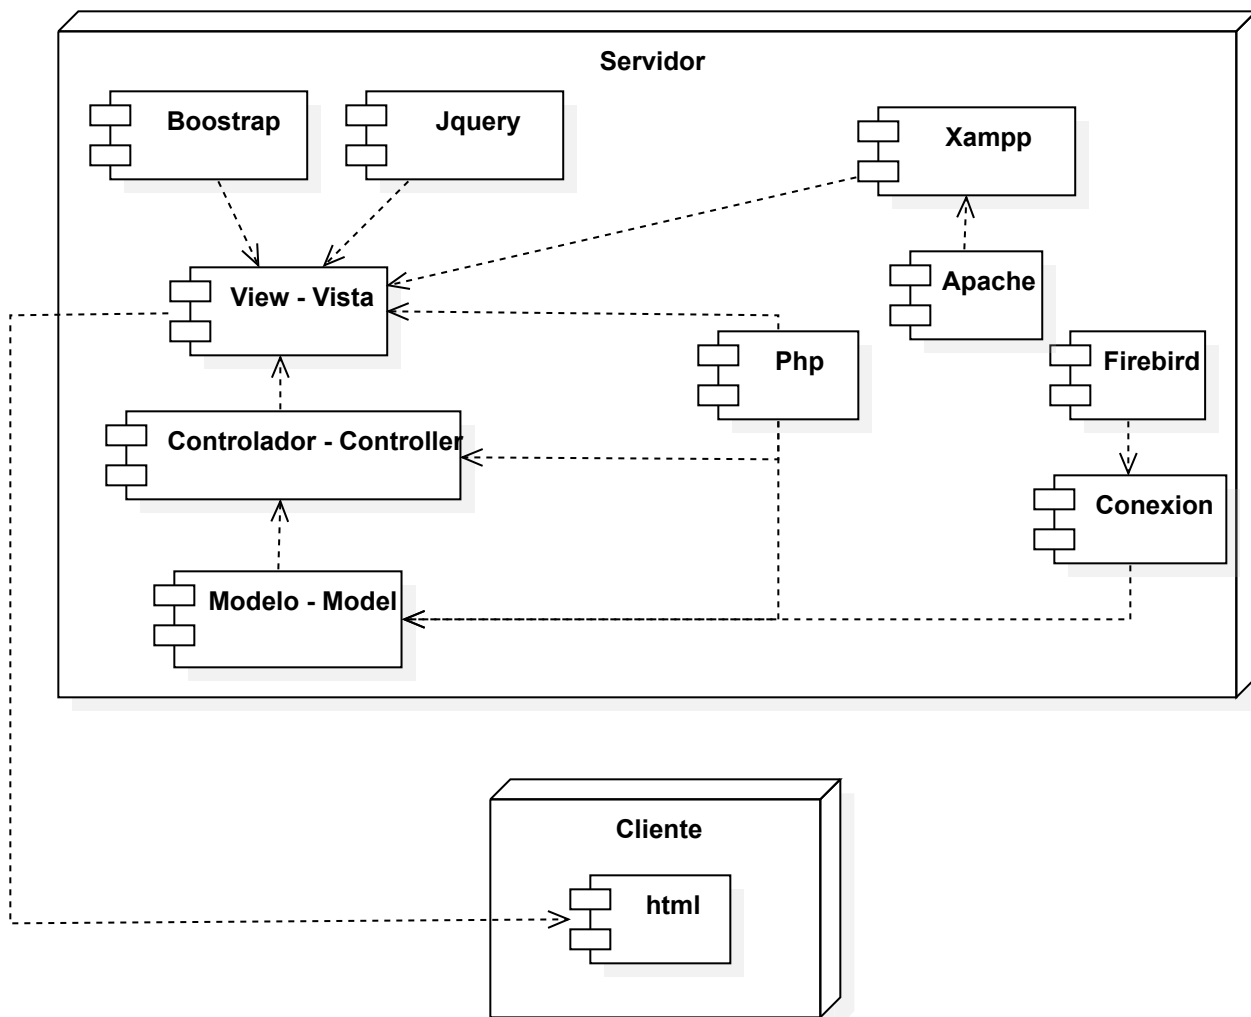 Servidor
Boostrap
Jquery
Xampp
View - Vista
Apache
Php
Firebird
Controlador - Controller
Conexion
Modelo - Model
Cliente
html